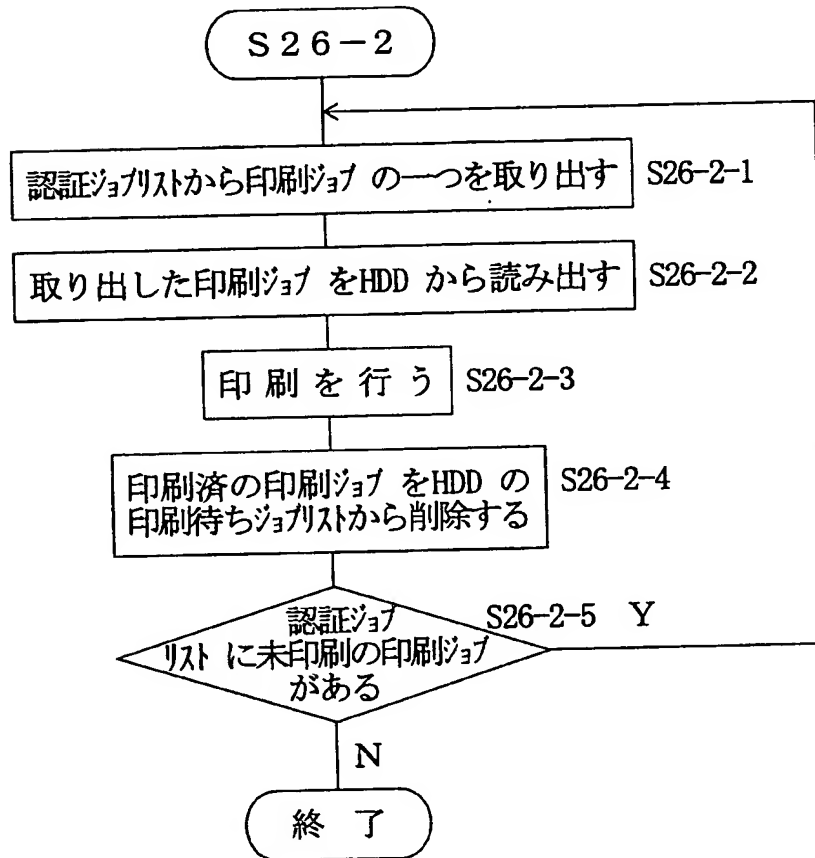 S26-2
認証ジョブリストから印刷ジョブ の一つを取り出す S26-2-1
取り出した印刷ジョブ をHDD から読み出す S26-2-2
印刷を行う S26-2-3
印刷済の印刷ジョブ をHDD の S26-2-4
印刷待ちジョブリストから削除する
認証ジョブ S26-2-5 Y
リスト に未印刷の印刷ジョブ
がある
N
終了